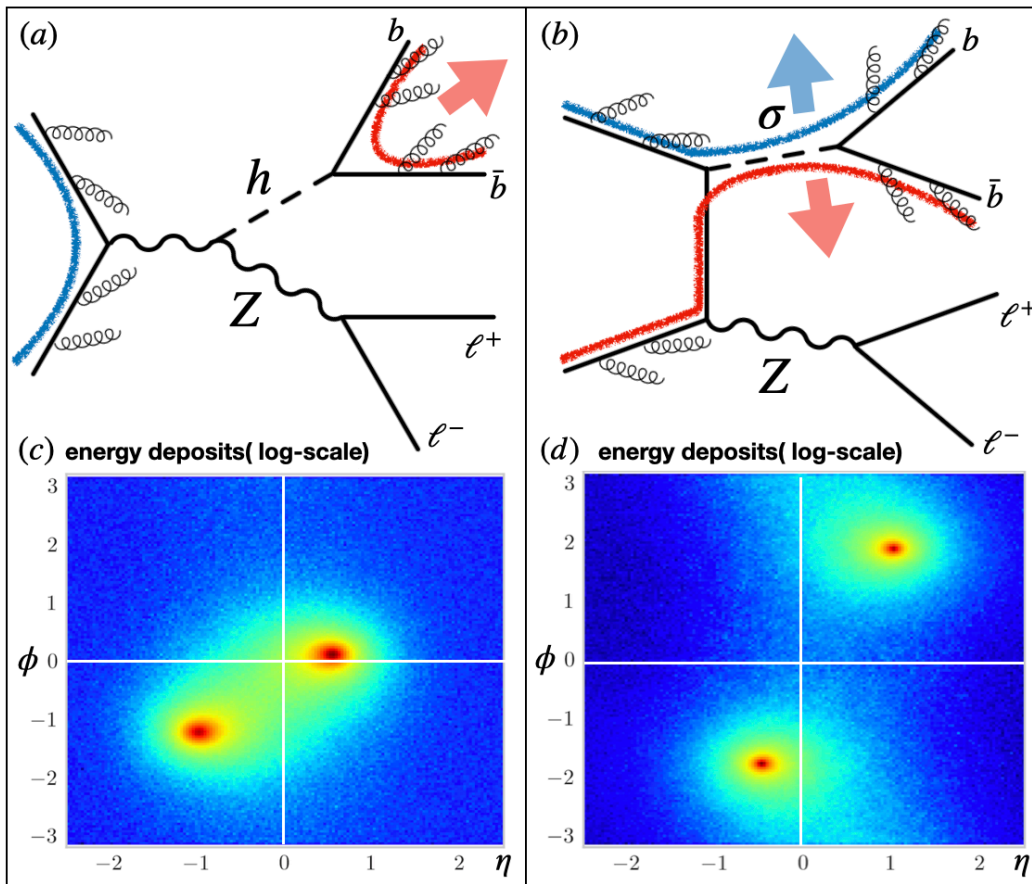 (a)
b
b̄
h
Z
ℓ+
ℓ−
(b)
b
σ
b̄
ℓ+
Z
ℓ−
(c) energy deposits( log-scale)
3
2
1
ϕ 0
−1
−2
−3
−2 −1 0 1 2 η
(d) energy deposits( log-scale)
3
2
1
ϕ 0
−1
−2
−3
−2 −1 0 1 2 η